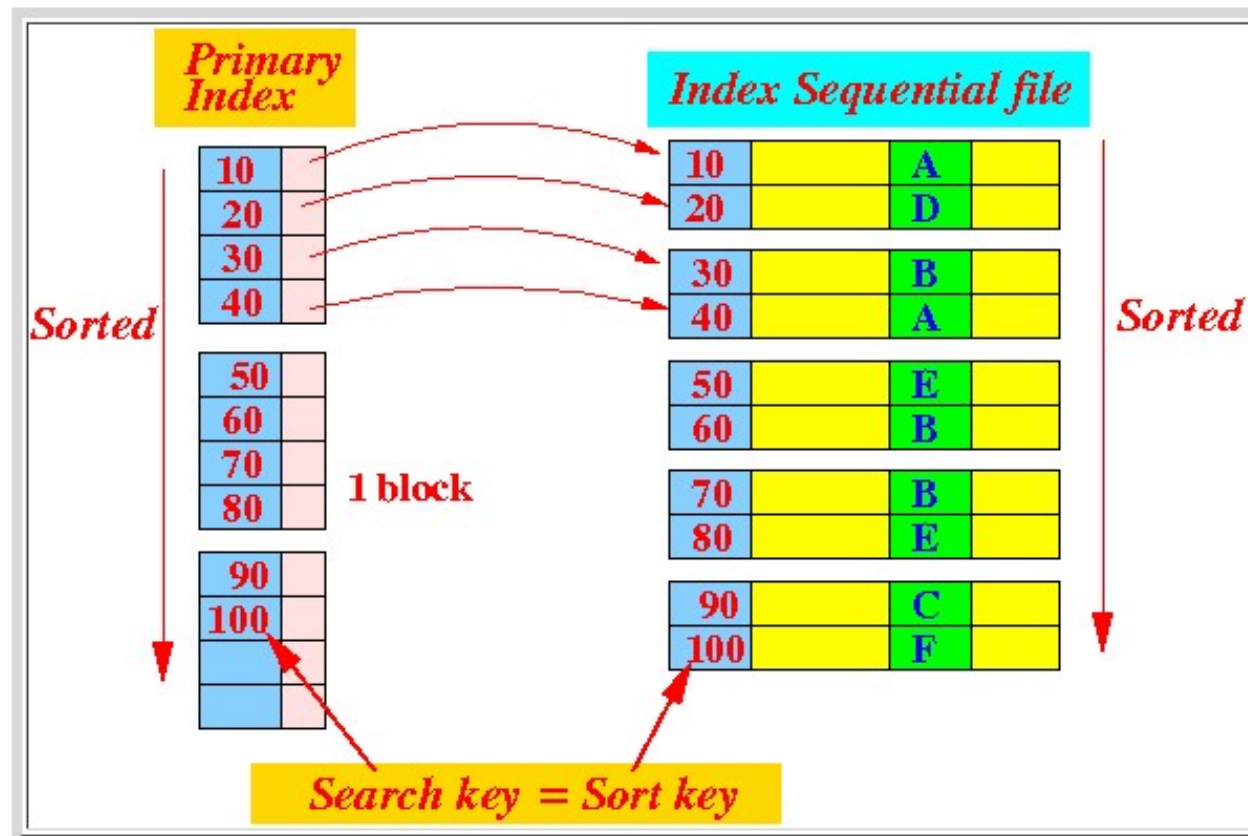 Primary
Index
Index Sequential file
10
20
30
40
50
60
70
80
90
100
Sorted
1 block
10 A
20 D
30 B
40 A
50 E
60 B
70 B
80 E
90 C
100 F
Sorted
Search key = Sort key